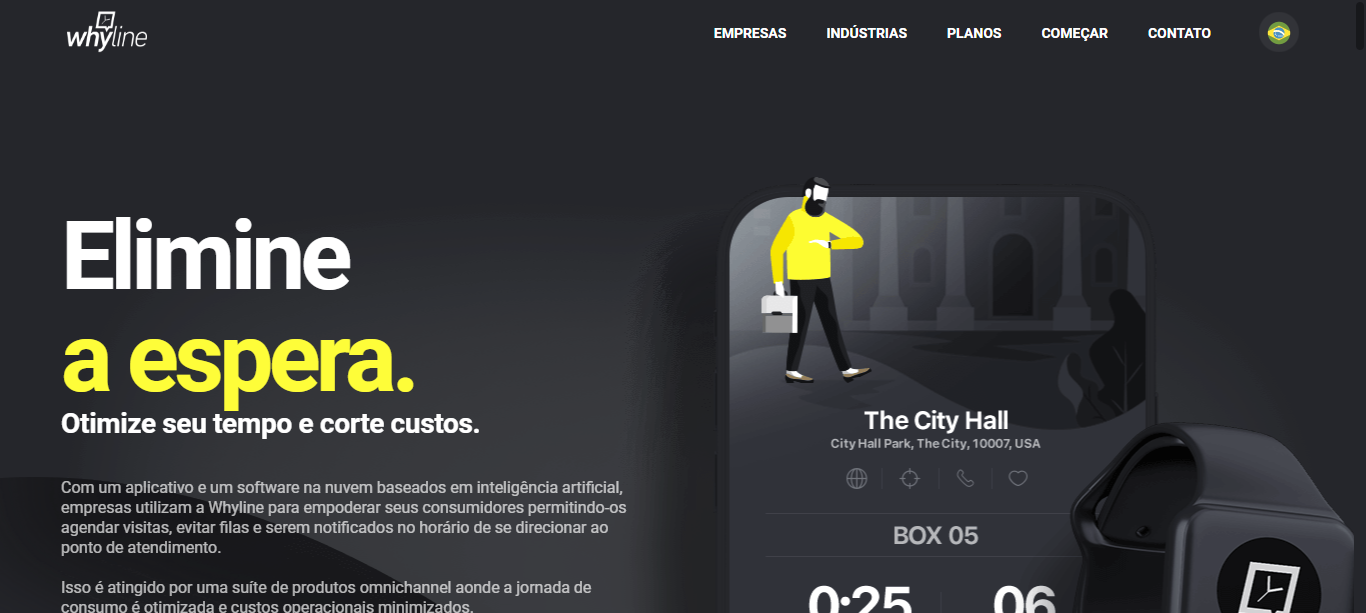 whyline
EMPRESAS
INDÚSTRIAS
PLANOS
COMEÇAR
CONTATO
Elimine
a espera.
Otimize seu tempo e corte custos.
Com um aplicativo e um software na nuvem baseados em inteligência artificial,
empresas utilizam a Whyline para empoderar seus consumidores permitindo-os
agendar visitas, evitar filas e serem notificados no horário de se direcionar ao
ponto de atendimento.
Isso é atingido por uma suíte de produtos omnichannel aonde a jornada de
consumo é otimizada e custos operacionais minimizados.
The City Hall
City Hall Park, The City, 10007, USA
BOX 05
0:25
06